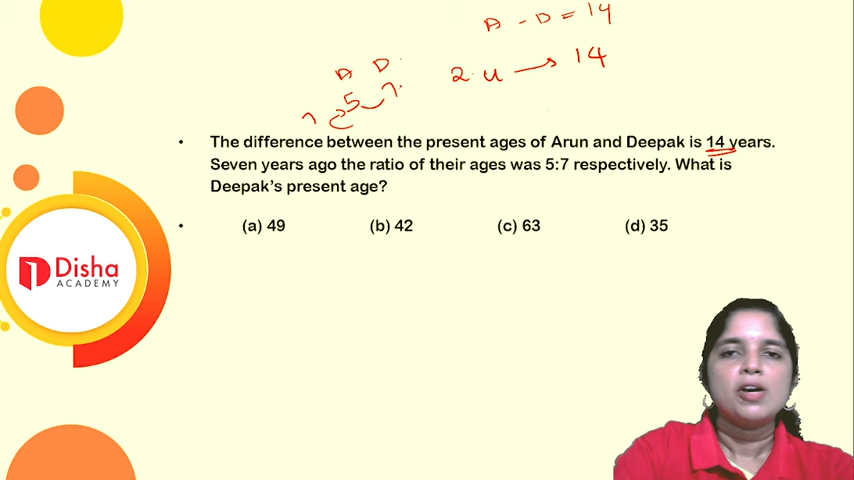 A - D = 14
A D
2 u → 14
7 5 7
• The difference between the present ages of Arun and Deepak is 14 years.
Seven years ago the ratio of their ages was 5:7 respectively. What is
Deepak's present age?
• (a) 49 (b) 42 (c) 63 (d) 35
Disha
ACADEMY